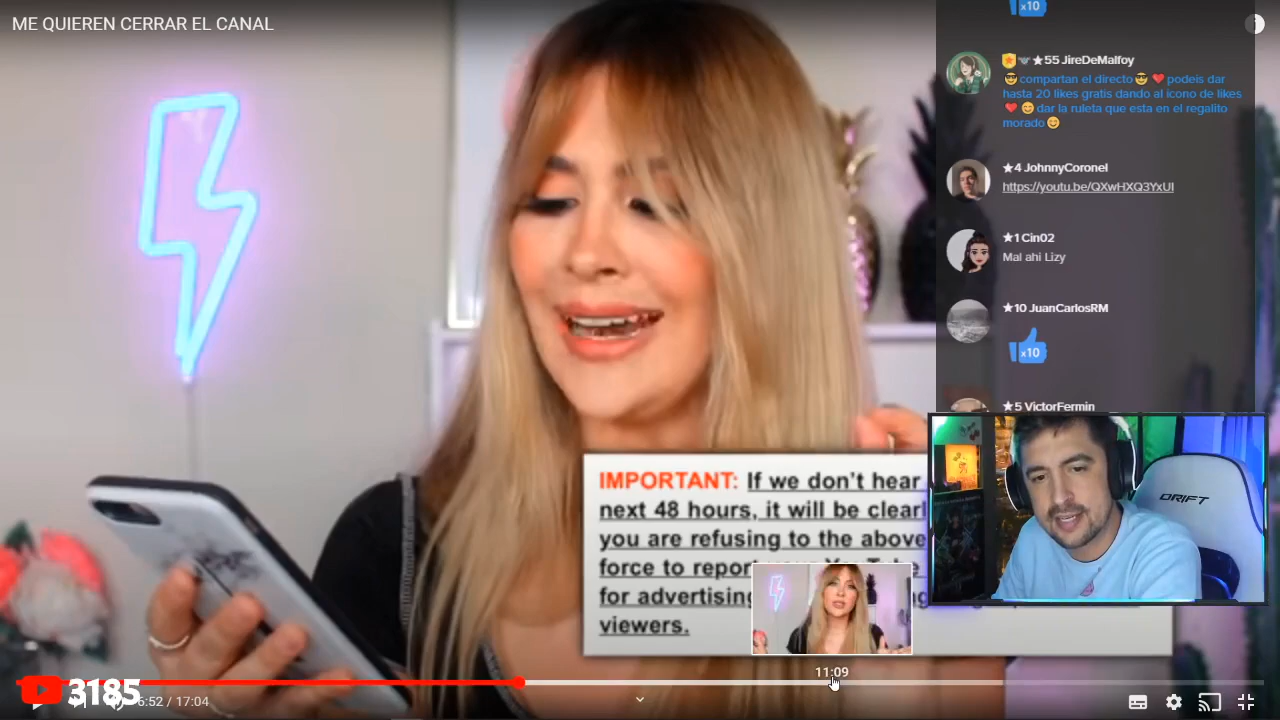 ME QUIEREN CERRAR EL CANAL
x10
★55 JireDeMalfoy
😎compartan el directo😎 ❤️podeis dar
hasta 20 likes gratis dando al icono de likes
❤️ 😊dar la ruleta que esta en el regalito
morado😊
★4 JohnnyCoronel
https://youtu.be/QXwHXQ3YxUI
★1 Cin02
Mal ahi Lizy
★10 JuanCarlosRM
x10
★5 VictorFermin
DRIFT
IMPORTANT: If we don't hear
next 48 hours, it will be clearl
you are refusing to the above
force to repor
for advertising
viewers.
11:09
3185
6:52 / 17:04